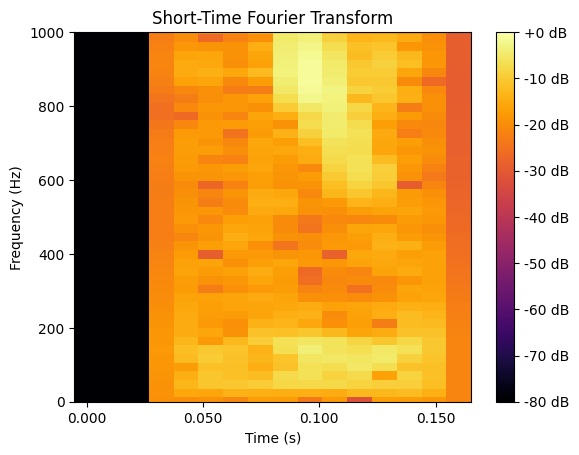 Short-Time Fourier Transform
1000
800
600
400
200
0
Frequency (Hz)
0.000
0.050
0.100
0.150
Time (s)
+0 dB
-10 dB
-20 dB
-30 dB
-40 dB
-50 dB
-60 dB
-70 dB
-80 dB